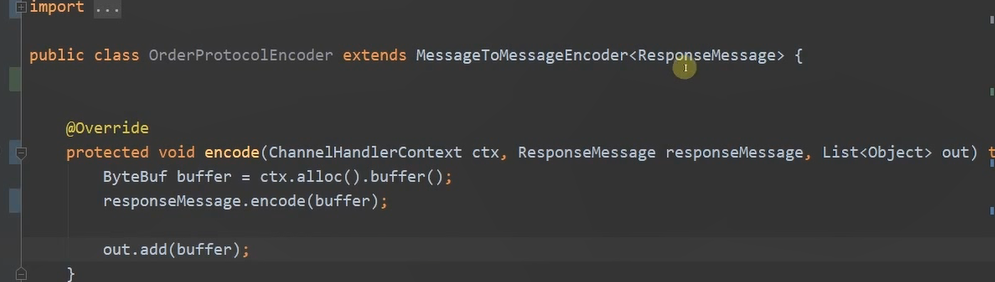 import ...
public class OrderProtocolEncoder extends MessageToMessageEncoder<ResponseMessage> {
@Override
protected void encode(ChannelHandlerContext ctx, ResponseMessage responseMessage, List<Object> out) t
ByteBuf buffer = ctx.alloc().buffer();
responseMessage.encode(buffer);
out.add(buffer);
}